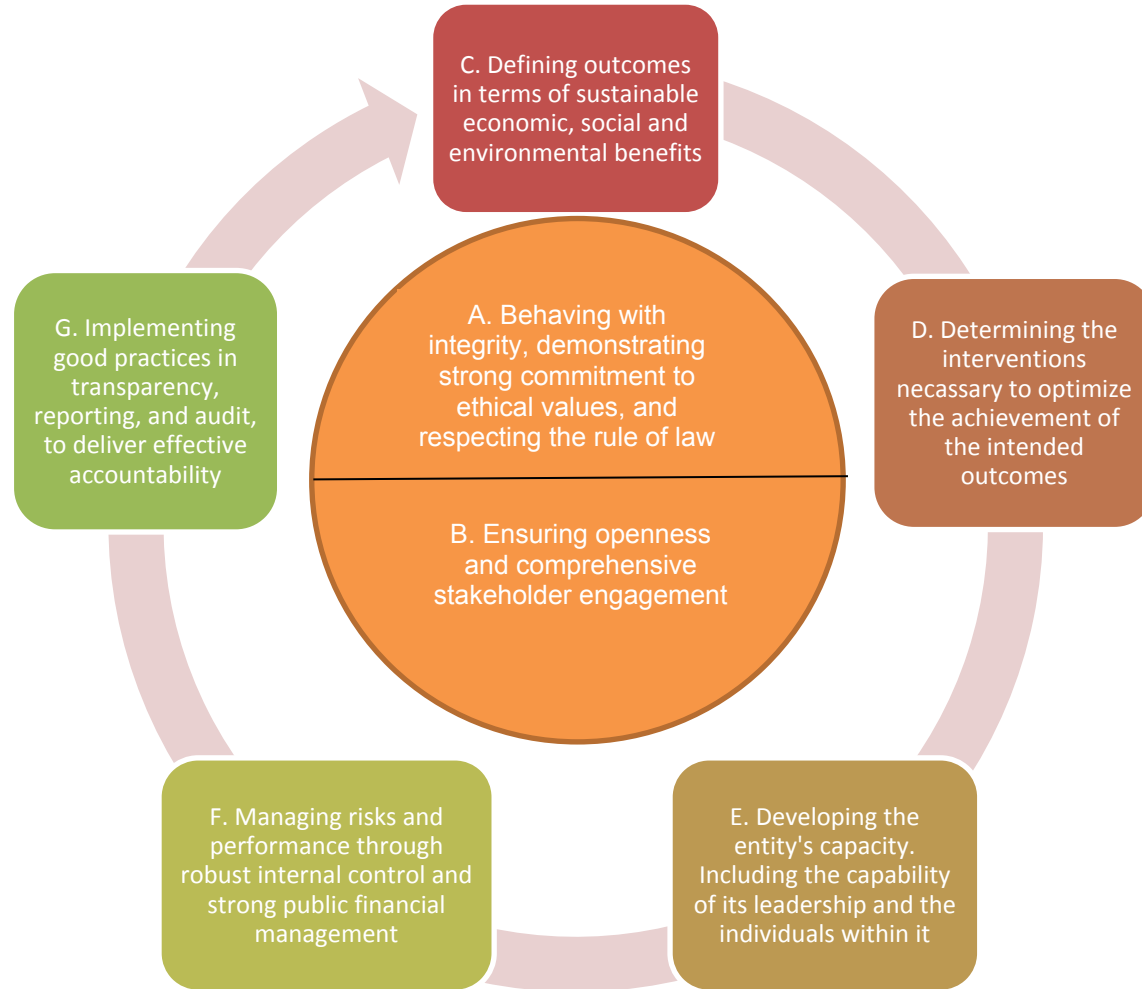 C. Defining outcomes
in terms of sustainable
economic, social and
environmental benefits
G. Implementing
good practices in
transparency,
reporting, and audit,
to deliver effective
accountability
A. Behaving with
integrity, demonstrating
strong commitment to
ethical values, and
respecting the rule of law
D. Determining the
interventions
necassary to optimize
the achievement of
the intended
outcomes
B. Ensuring openness
and comprehensive
stakeholder engagement
F. Managing risks and
performance through
robust internal control and
strong public financial
management
E. Developing the
entity's capacity.
Including the capability
of its leadership and the
individuals within it